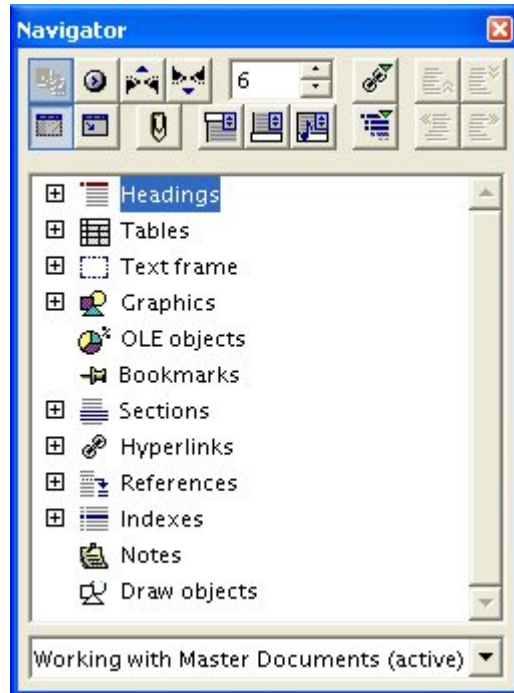 Navigator
6
Headings
Tables
Text frame
Graphics
OLE objects
Bookmarks
Sections
Hyperlinks
References
Indexes
Notes
Draw objects
Working with Master Documents (active)